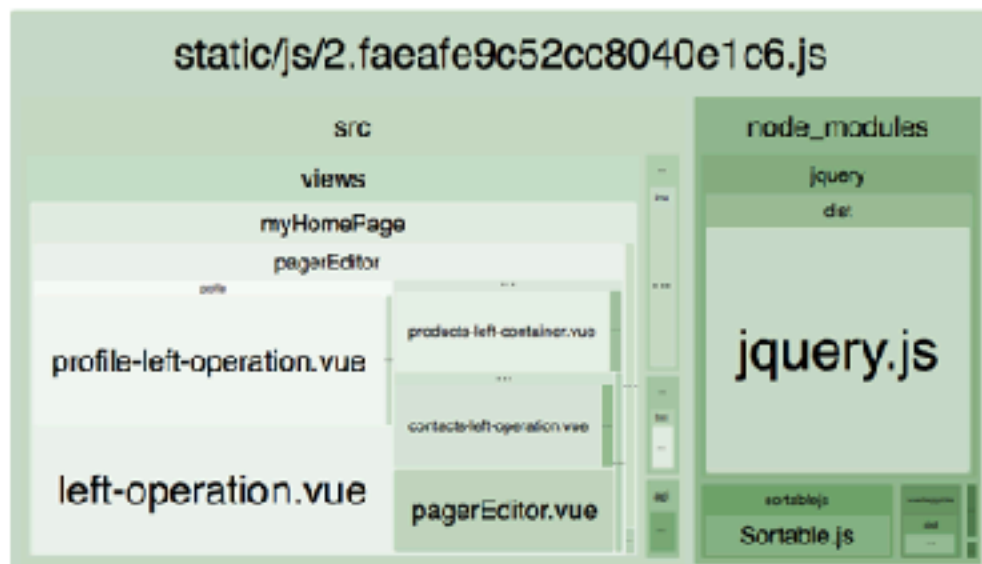 static/js/2.faeafe9c52cc8040e1c6.js
src
views
myHomePage
pagerEditor
profile-left-operation.vue
left-operation.vue
products-left-container.vue
contacts-left-operation.vue
pagerEditor.vue
node_modules
jquery
dist
jquery.js
sortablejs
Sortable.js